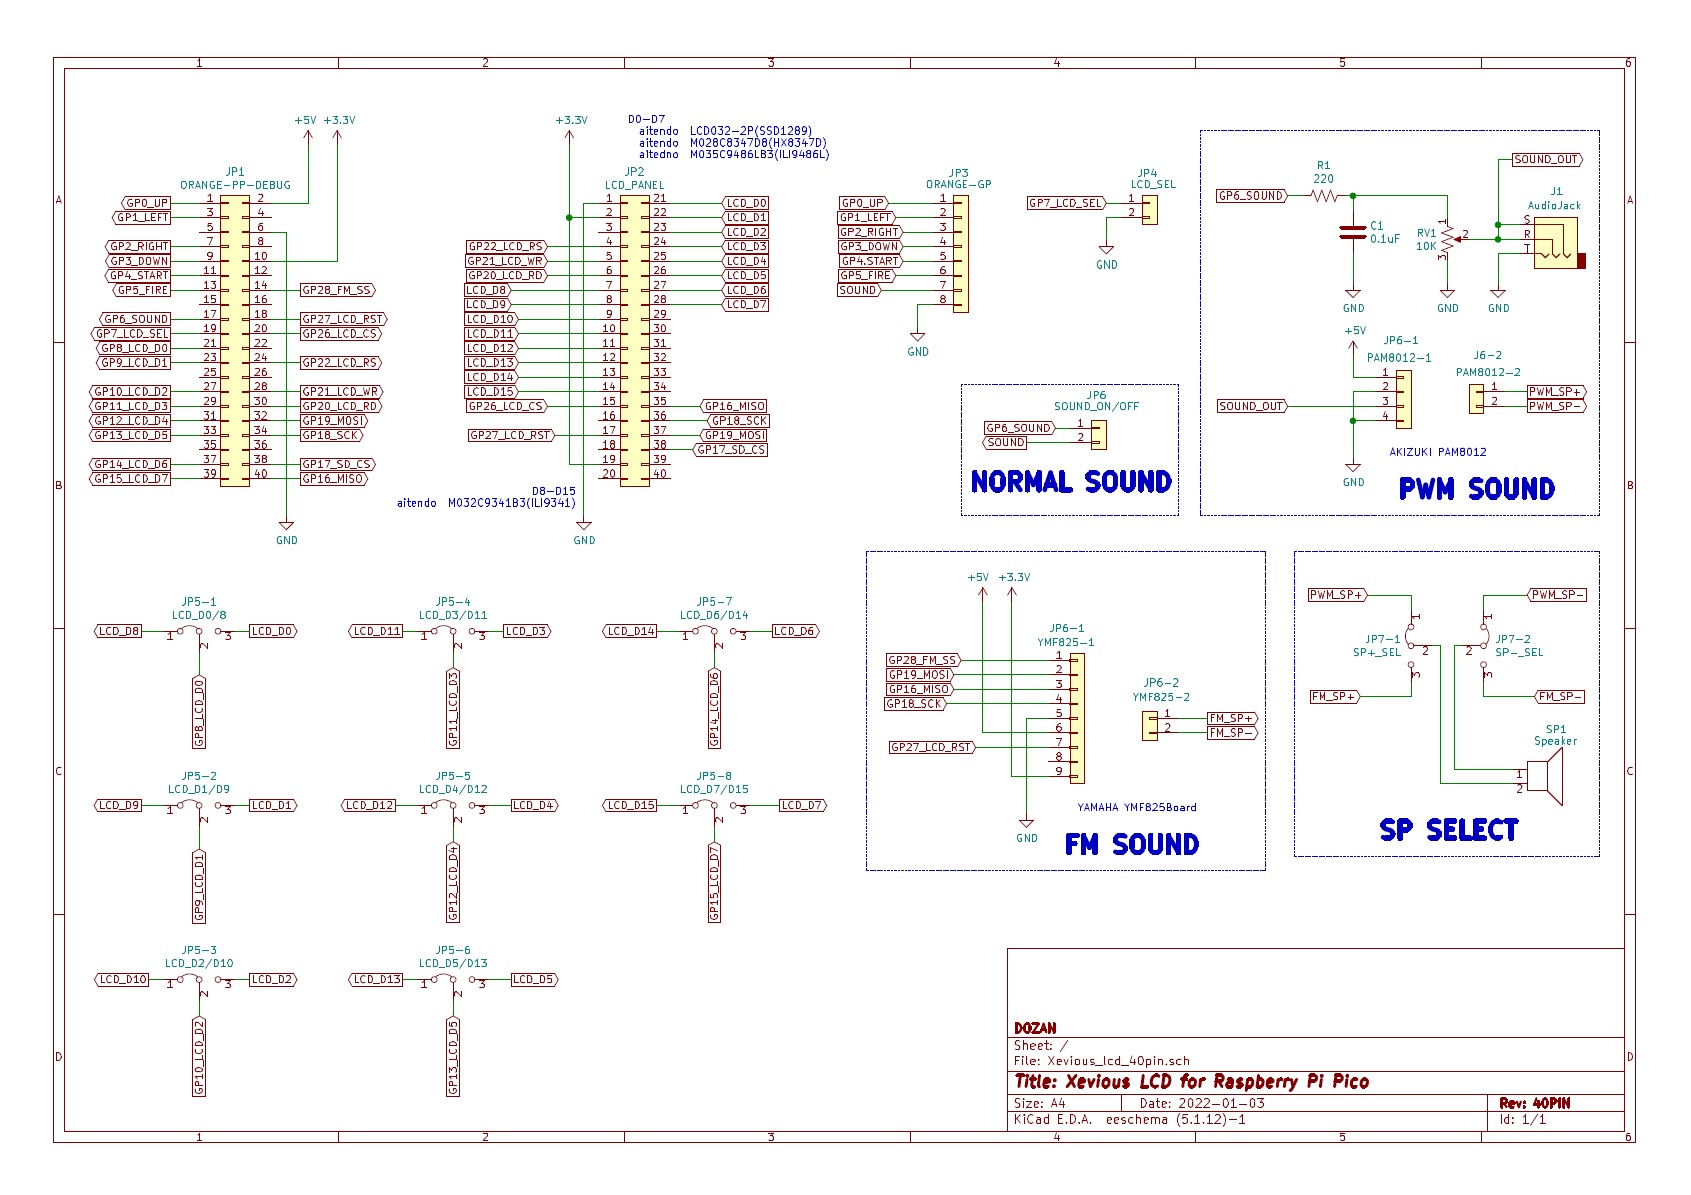 1 2 3 4 5 6
A B C D
+5V +3.3V
JP1
ORANGE-PP-DEBUG
GP0_UP 1 2
GP1_LEFT 3 4
5 6
GP2_RIGHT 7 8
GP3_DOWN 9 10
GP4_START 11 12
GP5_FIRE 13 14 GP28_FM_SS
15 16
GP6_SOUND 17 18 GP27_LCD_RST
GP7_LCD_SEL 19 20 GP26_LCD_CS
GP8_LCD_D0 21 22
GP9_LCD_D1 23 24 GP22_LCD_RS
25 26
GP10_LCD_D2 27 28 GP21_LCD_WR
GP11_LCD_D3 29 30 GP20_LCD_RD
GP12_LCD_D4 31 32 GP19_MOSI
GP13_LCD_D5 33 34 GP18_SCK
35 36
GP14_LCD_D6 37 38 GP17_SD_CS
GP15_LCD_D7 39 40 GP16_MISO
GND
+3.3V
D0-D7
aitendo LCD032-2P(SSD1289)
aitendo M028C8347D8(HX8347D)
aitedno M035C9486LB3(ILI9486L)
JP2
LCD_PANEL
1 21 LCD_D0
2 22 LCD_D1
3 23 LCD_D2
GP22_LCD_RS 4 24 LCD_D3
GP21_LCD_WR 5 25 LCD_D4
GP20_LCD_RD 6 26 LCD_D5
LCD_D8 7 27 LCD_D6
LCD_D9 8 28 LCD_D7
LCD_D10 9 29
LCD_D11 10 30
LCD_D12 11 31
LCD_D13 12 32
LCD_D14 13 33
LCD_D15 14 34
GP26_LCD_CS 15 35 GP16_MISO
16 36 GP18_SCK
GP27_LCD_RST 17 37 GP19_MOSI
18 38 GP17_SD_CS
19 39
20 40
D8-D15
aitendo M032C9341B3(ILI9341)
GND
JP3
ORANGE-GP
GP0_UP 1
GP1_LEFT 2
GP2_RIGHT 3
GP3_DOWN 4
GP4.START 5
GP5_FIRE 6
SOUND 7
8
GND
JP4
LCD_SEL
GP7_LCD_SEL 1
2
GND
JP6
SOUND_ON/OFF
GP6_SOUND 1
SOUND 2
NORMAL SOUND
SOUND_OUT
R1
220
GP6_SOUND
J1
AudioJack
C1
0.1uF
RV1
10K
1 2 3
S
R
T
GND GND GND
+5V
JP6-1
PAM8012-1
1
2
SOUND_OUT 3
4
GND
J6-2
PAM8012-2
1 PWM_SP+
2 PWM_SP-
AKIZUKI PAM8012
PWM SOUND
JP5-1
LCD_D0/8
LCD_D8 1 2 3 LCD_D0
GP8_LCD_D0
JP5-4
LCD_D3/D11
LCD_D11 1 2 3 LCD_D3
GP11_LCD_D3
JP5-7
LCD_D6/D14
LCD_D14 1 2 3 LCD_D6
GP14_LCD_D6
JP5-2
LCD_D1/D9
LCD_D9 1 2 3 LCD_D1
GP9_LCD_D1
JP5-5
LCD_D4/D12
LCD_D12 1 2 3 LCD_D4
GP12_LCD_D4
JP5-8
LCD_D7/D15
LCD_D15 1 2 3 LCD_D7
GP15_LCD_D7
JP5-3
LCD_D2/D10
LCD_D10 1 2 3 LCD_D2
GP10_LCD_D2
JP5-6
LCD_D5/D13
LCD_D13 1 2 3 LCD_D5
GP13_LCD_D5
+5V +3.3V
JP6-1
YMF825-1
GP28_FM_SS 1
GP19_MOSI 2
GP16_MISO 3
GP18_SCK 4
5
6
GP27_LCD_RST 7
8
9
GND
JP6-2
YMF825-2
1 FM_SP+
2 FM_SP-
YAMAHA YMF825Board
FM SOUND
PWM_SP+ PWM_SP-
1 1
JP7-1
SP+_SEL
2
JP7-2
SP-_SEL
2
3 3
FM_SP+ FM_SP-
SP1
Speaker
1
2
SP SELECT
DOZAN
Sheet: /
File: Xevious_lcd_40pin.sch
Title: Xevious LCD for Raspberry Pi Pico
Size: A4 Date: 2022-01-03 Rev: 40PIN
KiCad E.D.A. eeschema (5.1.12)-1 Id: 1/1
A B C D
1 2 3 4 5 6